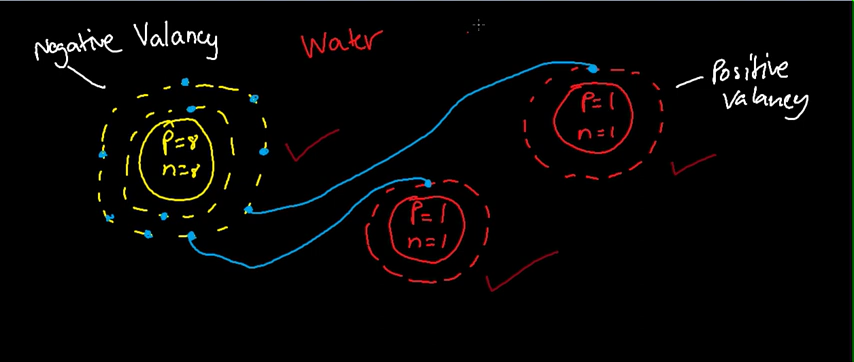 Negative Valancy
Water
Positive
Valancy
P=8
n=8
P=1
n=1
P=1
n=1